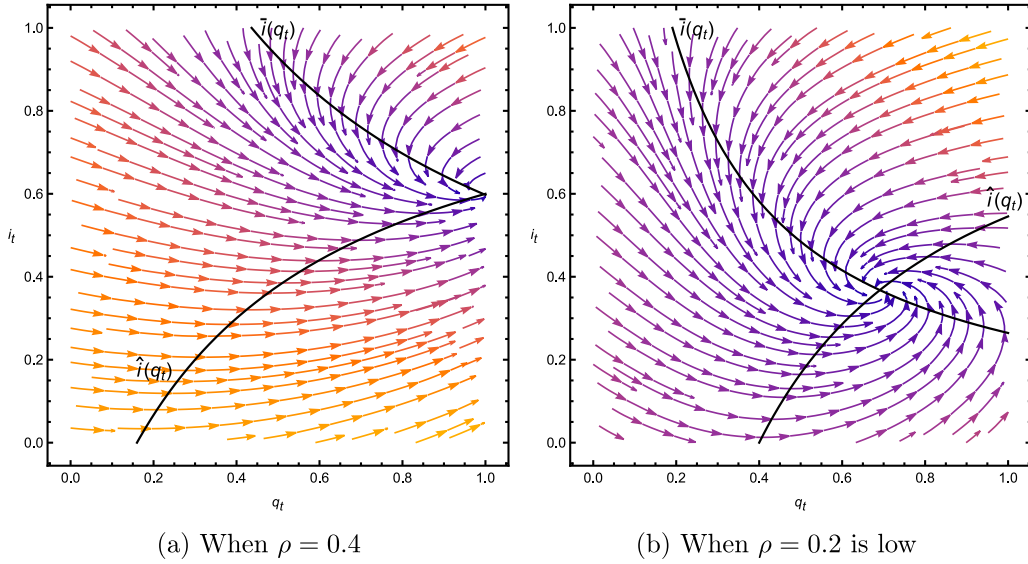 ī(q_t)
î(q_t)
1.0
0.8
0.6
0.4
0.2
0.0
i_t
0.0 0.2 0.4 0.6 0.8 1.0
q_t
(a) When ρ = 0.4
ī(q_t)
î(q_t)
1.0
0.8
0.6
0.4
0.2
0.0
i_t
0.0 0.2 0.4 0.6 0.8 1.0
q_t
(b) When ρ = 0.2 is low